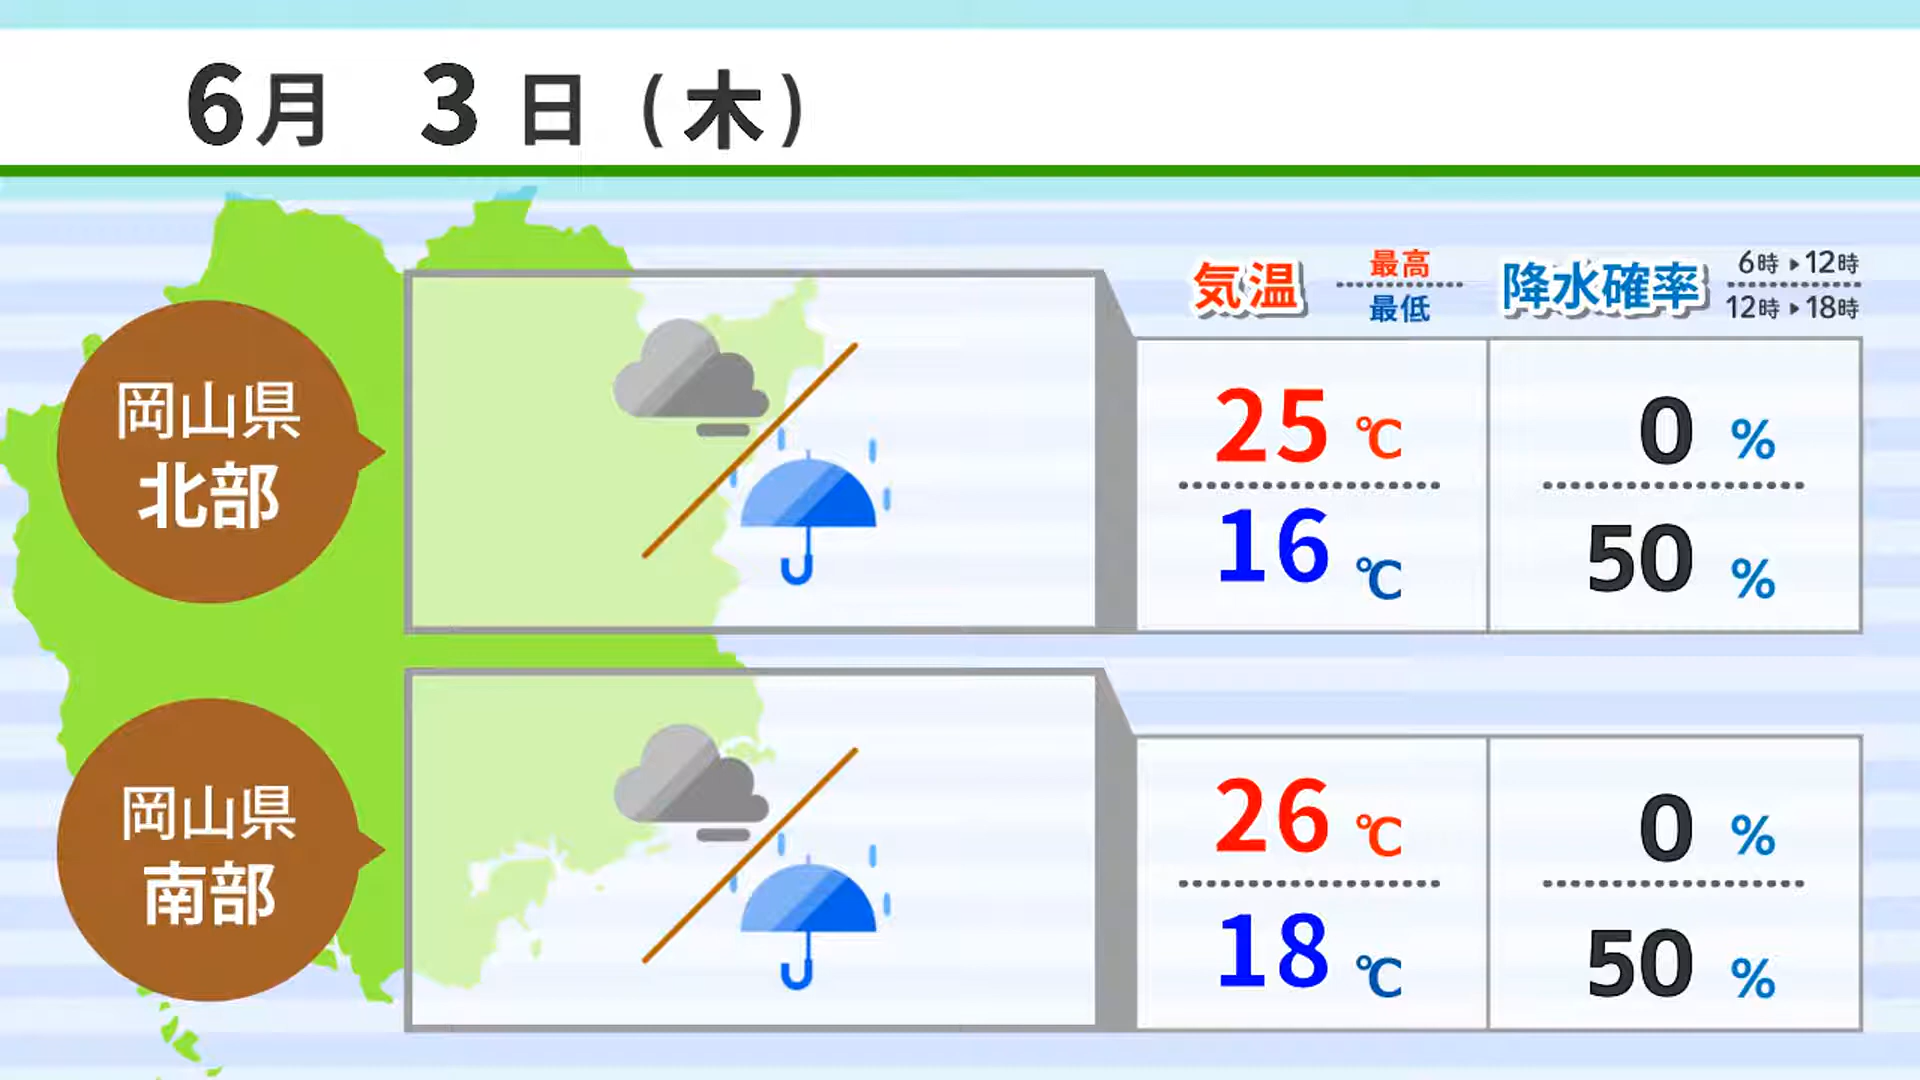 6月 3日(木)
気温 最高 最低
降水確率 6時▶12時 12時▶18時
岡山県
北部
25℃ 0%
16℃ 50%
岡山県
南部
26℃ 0%
18℃ 50%